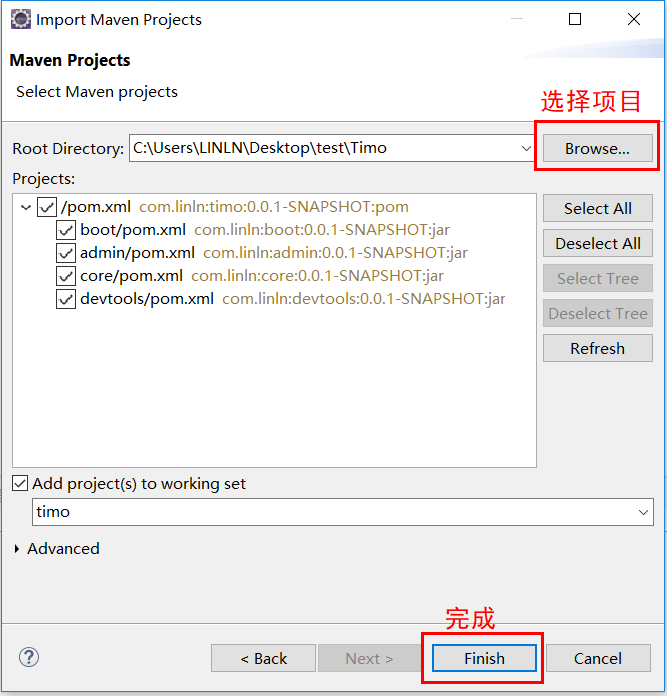 Import Maven Projects
Maven Projects
Select Maven projects
选择项目
Root Directory: C:\Users\LINLN\Desktop\test\Timo Browse...
Projects:
/pom.xml com.linln:timo:0.0.1-SNAPSHOT:pom
boot/pom.xml com.linln:boot:0.0.1-SNAPSHOT:jar
admin/pom.xml com.linln:admin:0.0.1-SNAPSHOT:jar
core/pom.xml com.linln:core:0.0.1-SNAPSHOT:jar
devtools/pom.xml com.linln:devtools:0.0.1-SNAPSHOT:jar
Select All
Deselect All
Select Tree
Deselect Tree
Refresh
Add project(s) to working set
timo
Advanced
完成
? < Back Next > Finish Cancel